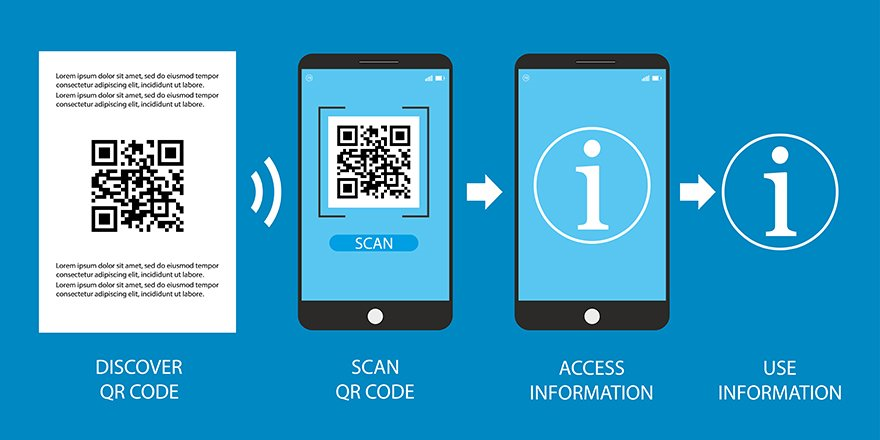 Lorem ipsum dolor sit amet, sed do eiusmod tempor
consectetur adipiscing elit, incididunt ut labore.
Lorem ipsum dolor sit amet, sed do eiusmod tempor
consectetur adipiscing elit, incididunt ut labore.
Lorem ipsum dolor sit amet, sed do eiusmod tempor
consectetur adipiscing elit, incididunt ut labore.
Lorem ipsum dolor sit amet, sed do eiusmod tempor
consectetur adipiscing elit, incididunt ut labore.
DISCOVER
QR CODE
SCAN
SCAN
QR CODE
i
ACCESS
INFORMATION
i
USE
INFORMATION